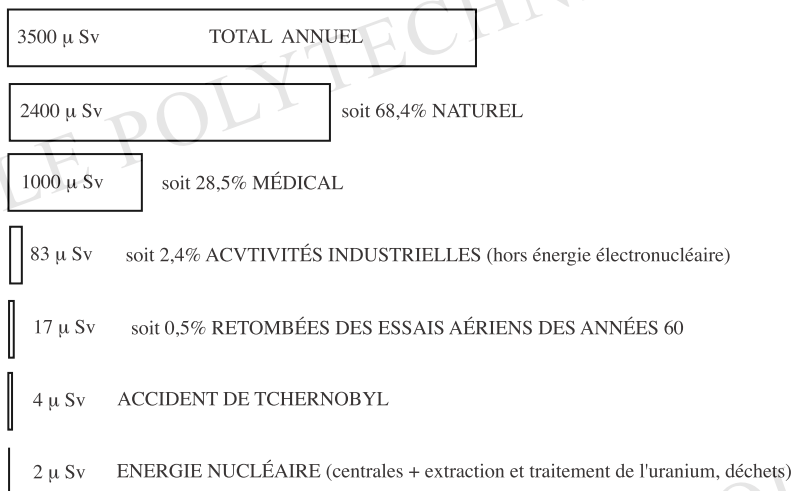 3500 µ Sv TOTAL ANNUEL
2400 µ Sv soit 68,4% NATUREL
1000 µ Sv soit 28,5% MÉDICAL
83 µ Sv soit 2,4% ACVTIVITÉS INDUSTRIELLES (hors énergie électronucléaire)
17 µ Sv soit 0,5% RETOMBÉES DES ESSAIS AÉRIENS DES ANNÉES 60
4 µ Sv ACCIDENT DE TCHERNOBYL
2 µ Sv ENERGIE NUCLÉAIRE (centrales + extraction et traitement de l'uranium, déchets)
LE POLYTECHN